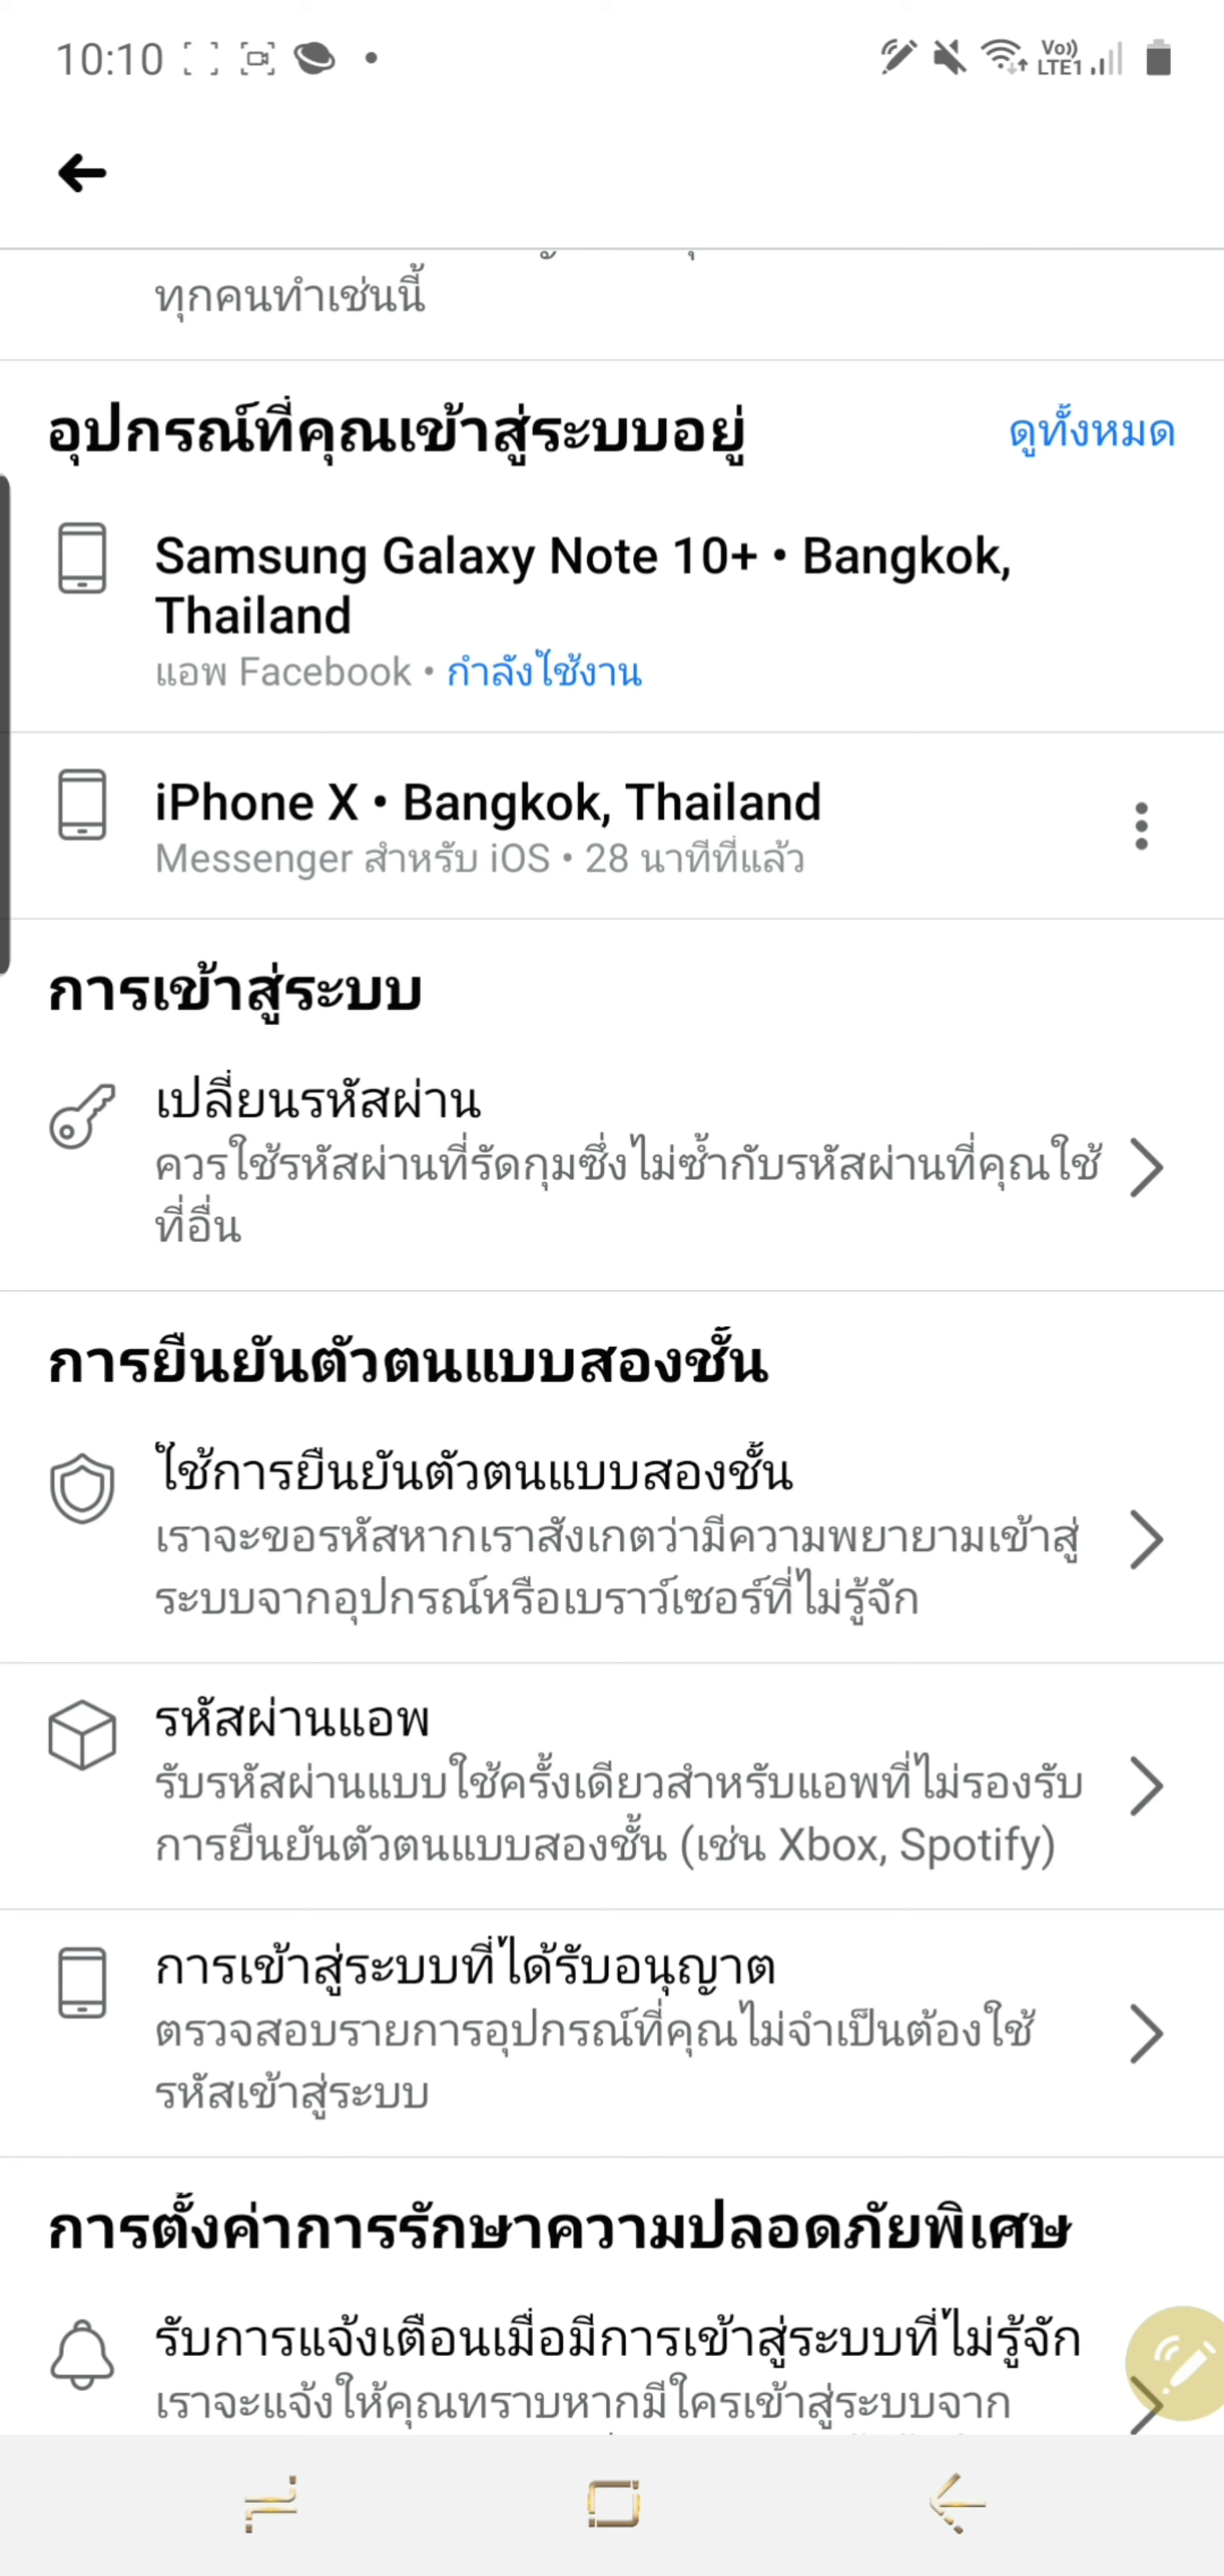 10:10
Vo))
LTE1
ทุกคนทำเช่นนี้
อุปกรณ์ที่คุณเข้าสู่ระบบอยู่
ดูทั้งหมด
Samsung Galaxy Note 10+ • Bangkok,
Thailand
แอพ Facebook • กำลังใช้งาน
iPhone X • Bangkok, Thailand
Messenger สำหรับ iOS • 28 นาทีที่แล้ว
การเข้าสู่ระบบ
เปลี่ยนรหัสผ่าน
ควรใช้รหัสผ่านที่รัดกุมซึ่งไม่ซ้ำกับรหัสผ่านที่คุณใช้
ที่อื่น
การยืนยันตัวตนแบบสองชั้น
ใช้การยืนยันตัวตนแบบสองชั้น
เราจะขอรหัสหากเราสังเกตว่ามีความพยายามเข้าสู่
ระบบจากอุปกรณ์หรือเบราว์เซอร์ที่ไม่รู้จัก
รหัสผ่านแอพ
รับรหัสผ่านแบบใช้ครั้งเดียวสำหรับแอพที่ไม่รองรับ
การยืนยันตัวตนแบบสองชั้น (เช่น Xbox, Spotify)
การเข้าสู่ระบบที่ได้รับอนุญาต
ตรวจสอบรายการอุปกรณ์ที่คุณไม่จำเป็นต้องใช้
รหัสเข้าสู่ระบบ
การตั้งค่าการรักษาความปลอดภัยพิเศษ
รับการแจ้งเตือนเมื่อมีการเข้าสู่ระบบที่ไม่รู้จัก
เราจะแจ้งให้คุณทราบหากมีใครเข้าสู่ระบบจาก